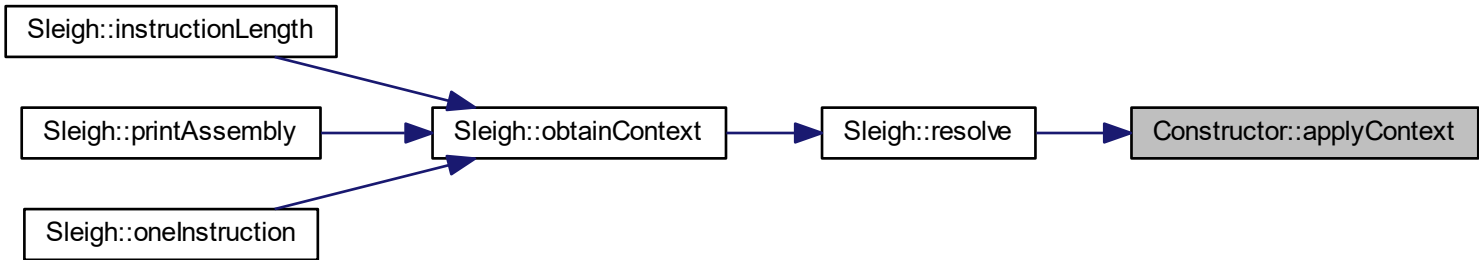 Sleigh::instructionLength
Sleigh::printAssembly
Sleigh::obtainContext
Sleigh::resolve
Constructor::applyContext
Sleigh::oneInstruction